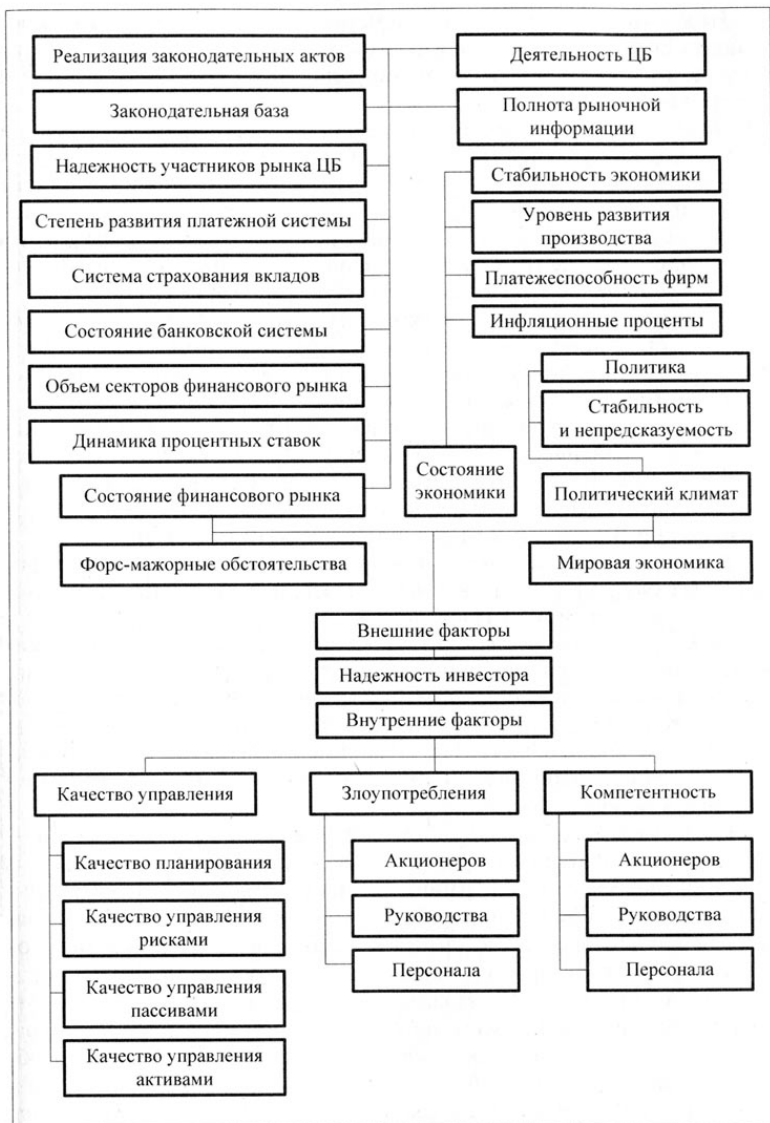 Реализация законодательных актов
Деятельность ЦБ
Законодательная база
Полнота рыночной
информации
Надежность участников рынка ЦБ
Стабильность экономики
Степень развития платежной системы
Уровень развития
производства
Система страхования вкладов
Платежеспособность фирм
Состояние банковской системы
Инфляционные проценты
Объем секторов финансового рынка
Политика
Динамика процентных ставок
Стабильность
и непредсказуемость
Состояние финансового рынка
Состояние
экономики
Политический климат
Форс-мажорные обстоятельства
Мировая экономика
Внешние факторы
Надежность инвестора
Внутренние факторы
Качество управления
Злоупотребления
Компетентность
Качество планирования
Акционеров
Акционеров
Качество управления
рисками
Руководства
Руководства
Качество управления
пассивами
Персонала
Персонала
Качество управления
активами